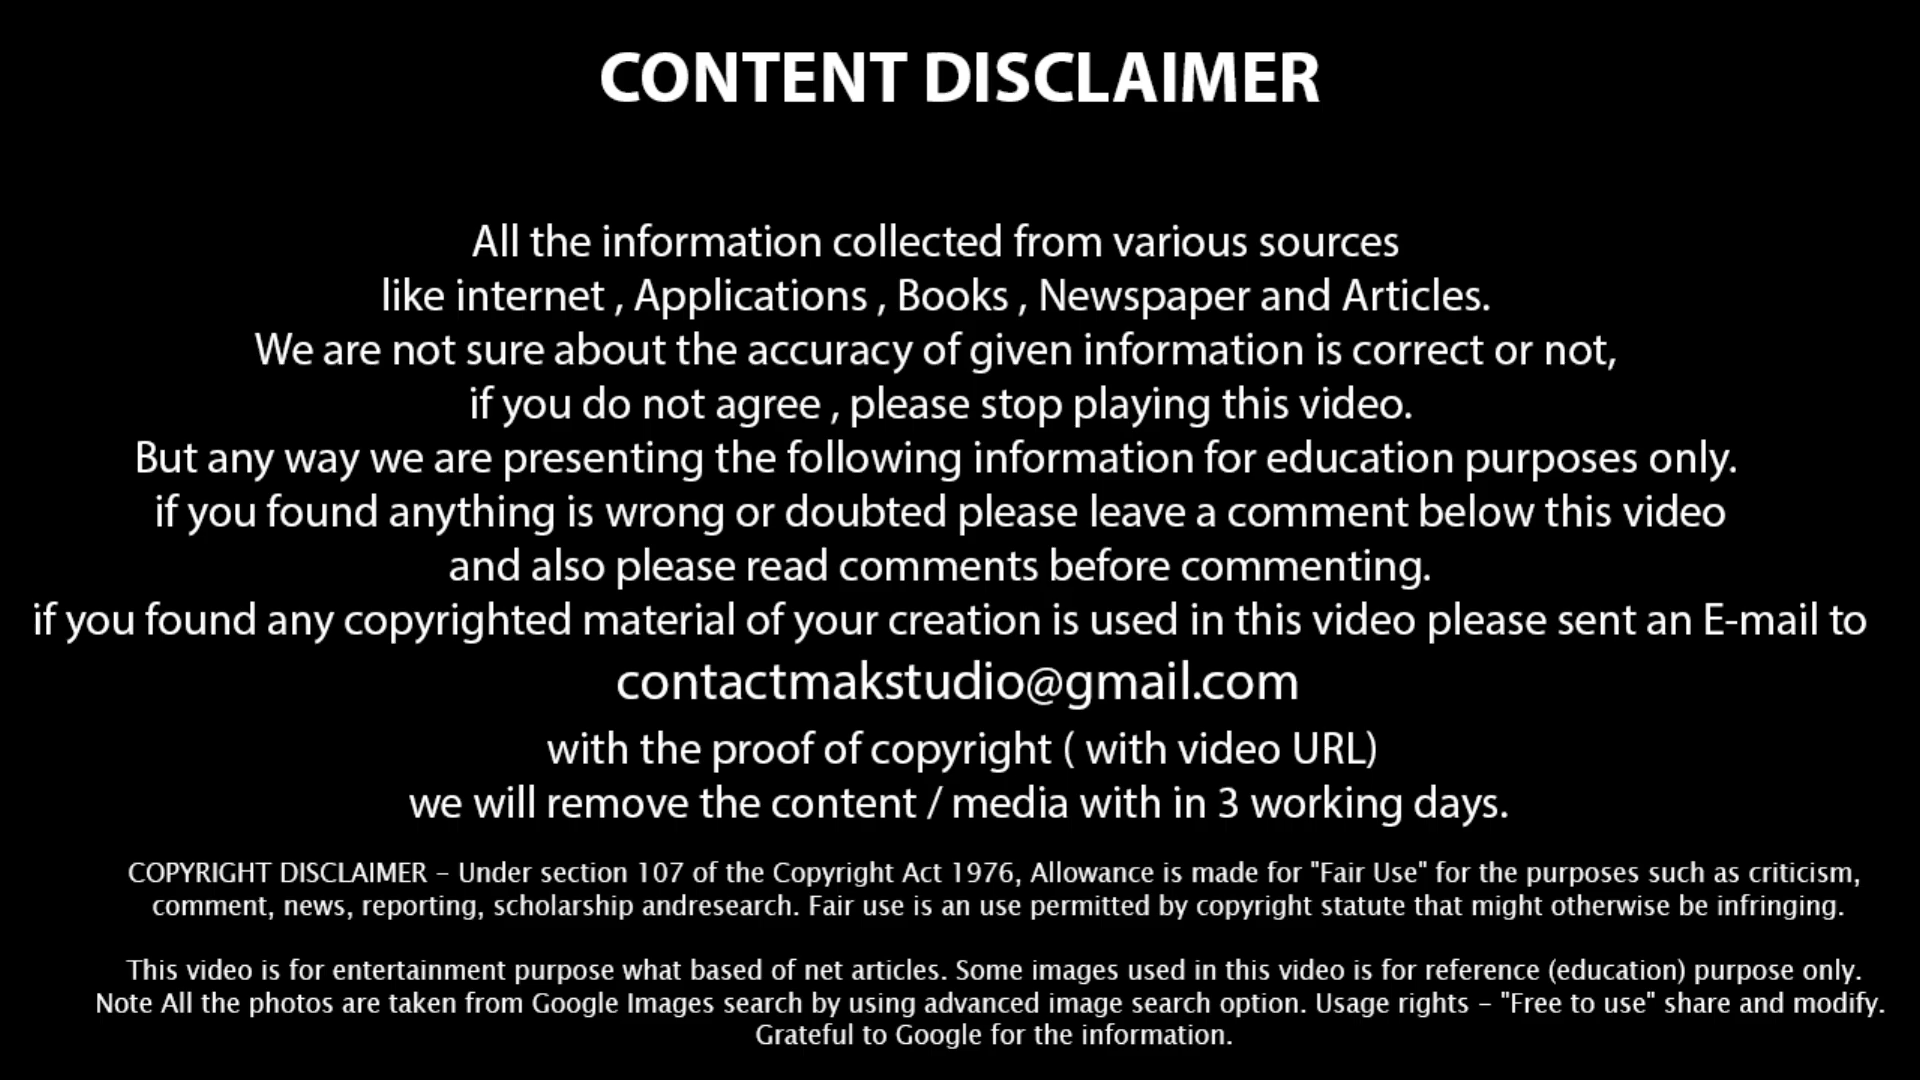 CONTENT DISCLAIMER
All the information collected from various sources
like internet , Applications , Books , Newspaper and Articles.
We are not sure about the accuracy of given information is correct or not,
if you do not agree , please stop playing this video.
But any way we are presenting the following information for education purposes only.
if you found anything is wrong or doubted please leave a comment below this video
and also please read comments before commenting.
if you found any copyrighted material of your creation is used in this video please sent an E-mail to
contactmakstudio@gmail.com
with the proof of copyright ( with video URL)
we will remove the content / media with in 3 working days.
COPYRIGHT DISCLAIMER - Under section 107 of the Copyright Act 1976, Allowance is made for "Fair Use" for the purposes such as criticism,
comment, news, reporting, scholarship andresearch. Fair use is an use permitted by copyright statute that might otherwise be infringing.
This video is for entertainment purpose what based of net articles. Some images used in this video is for reference (education) purpose only.
Note All the photos are taken from Google Images search by using advanced image search option. Usage rights - "Free to use" share and modify.
Grateful to Google for the information.